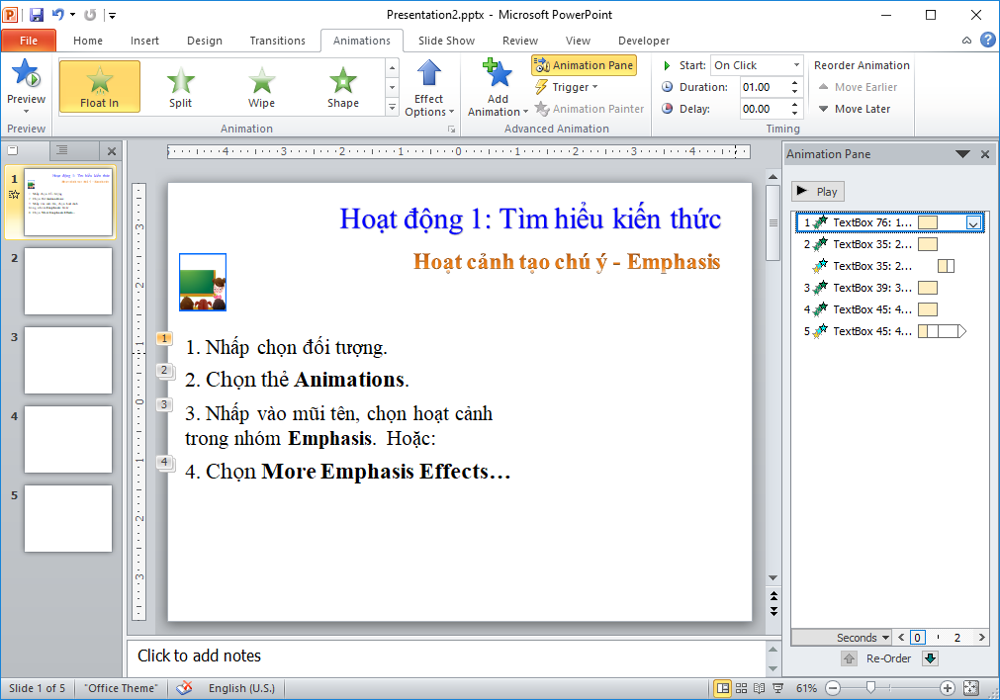 Presentation2.pptx - Microsoft PowerPoint
File Home Insert Design Transitions Animations Slide Show Review View Developer
Preview
Float In Split Wipe Shape
Effect Options
Add Animation
Animation Pane
Trigger
Animation Painter
Start: On Click
Duration: 01.00
Delay: 00.00
Reorder Animation
Move Earlier
Move Later
Preview Animation Advanced Animation Timing
1
2
3
4
5
Hoạt động 1: Tìm hiểu kiến thức
Hoạt cảnh tạo chú ý - Emphasis
1
1. Nhấp chọn đối tượng.
2
2. Chọn thẻ Animations.
3
3. Nhấp vào mũi tên, chọn hoạt cảnh
trong nhóm Emphasis. Hoặc:
4
4. Chọn More Emphasis Effects…
Click to add notes
Animation Pane
Play
1 TextBox 76: 1...
2 TextBox 35: 2...
TextBox 35: 2...
3 TextBox 39: 3...
4 TextBox 45: 4...
5 TextBox 45: 4...
Seconds 0 2
Re-Order
Slide 1 of 5 "Office Theme" English (U.S.) 61%